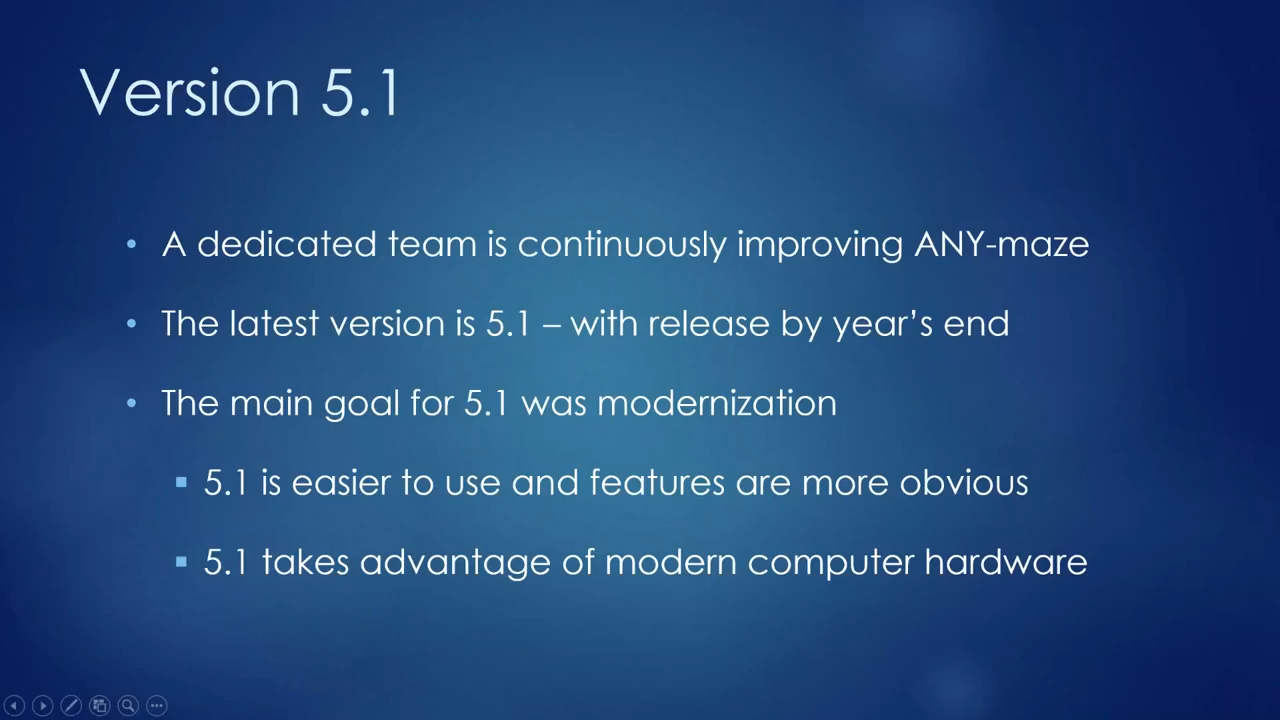 Version 5.1
• A dedicated team is continuously improving ANY-maze
• The latest version is 5.1 – with release by year’s end
• The main goal for 5.1 was modernization
▪ 5.1 is easier to use and features are more obvious
▪ 5.1 takes advantage of modern computer hardware